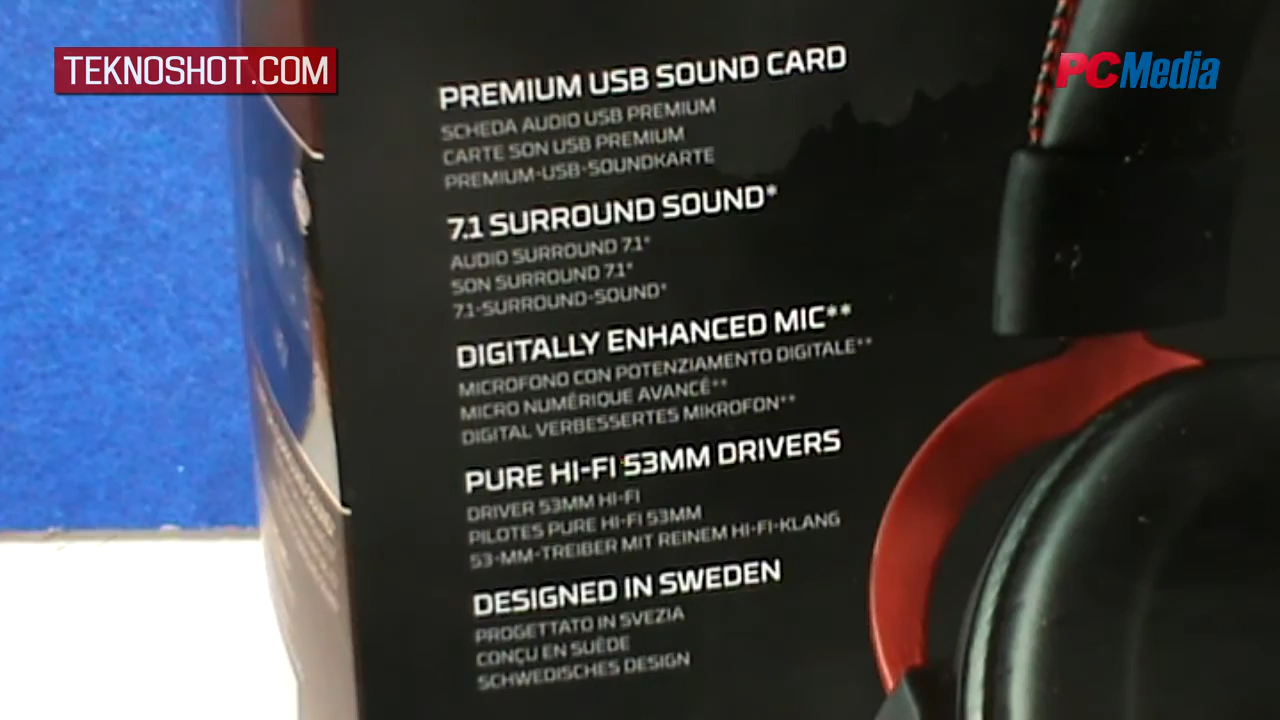 TEKNOSHOT.COM
PCMedia
PREMIUM USB SOUND CARD
SCHEDA AUDIO USB PREMIUM
CARTE SON USB PREMIUM
PREMIUM-USB-SOUNDKARTE
7.1 SURROUND SOUND*
AUDIO SURROUND 7.1*
SON SURROUND 7.1*
7.1-SURROUND-SOUND*
DIGITALLY ENHANCED MIC**
MICROFONO CON POTENZIAMENTO DIGITALE**
MICRO NUMÉRIQUE AVANCÉ**
DIGITAL VERBESSERTES MIKROFON**
PURE HI-FI 53MM DRIVERS
DRIVER 53MM HI-FI
PILOTES PURE HI-FI 53MM
53-MM-TREIBER MIT REINEM HI-FI-KLANG
DESIGNED IN SWEDEN
PROGETTATO IN SVEZIA
CONÇU EN SUÈDE
SCHWEDISCHES DESIGN